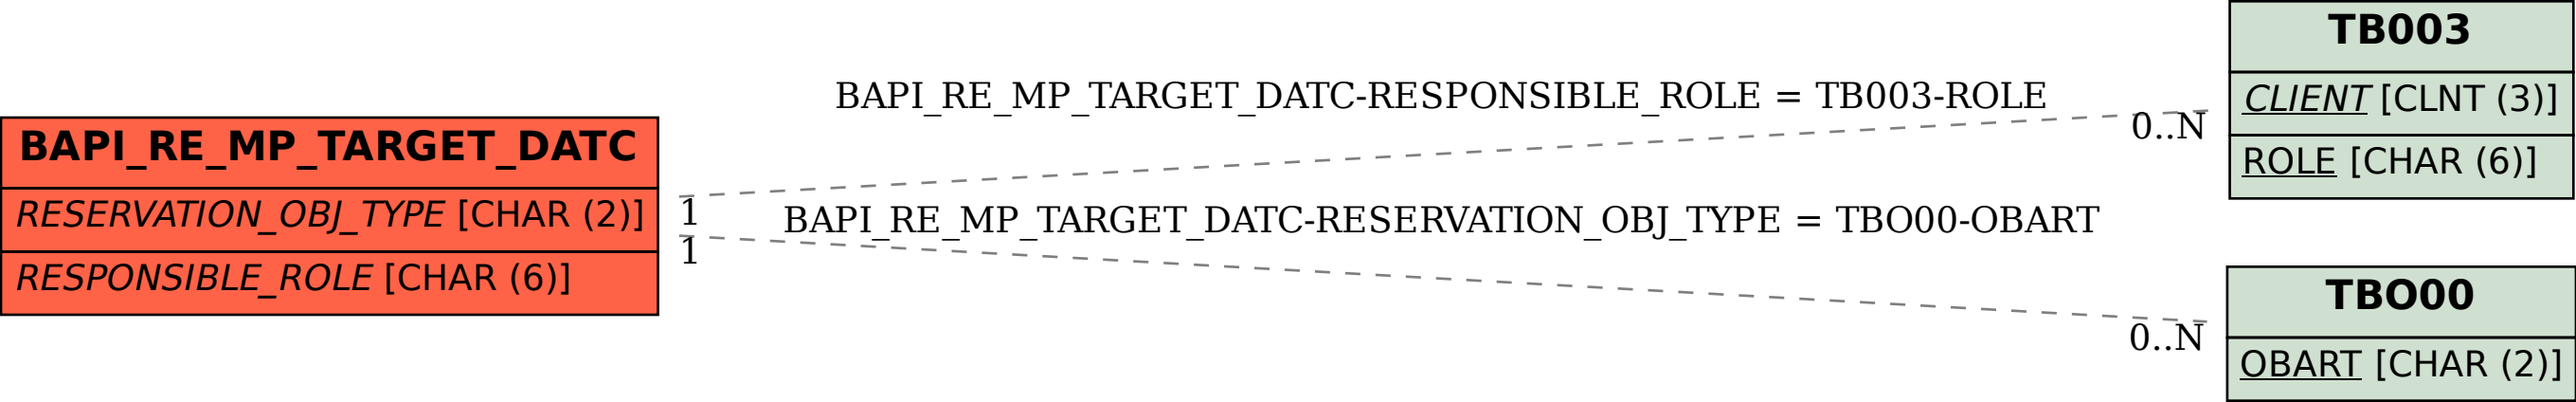 BAPI_RE_MP_TARGET_DATC
RESERVATION_OBJ_TYPE [CHAR (2)]
RESPONSIBLE_ROLE [CHAR (6)]
BAPI_RE_MP_TARGET_DATC-RESPONSIBLE_ROLE = TB003-ROLE
0..N
1
BAPI_RE_MP_TARGET_DATC-RESERVATION_OBJ_TYPE = TBO00-OBART
1
0..N
TB003
CLIENT [CLNT (3)]
ROLE [CHAR (6)]
TBO00
OBART [CHAR (2)]